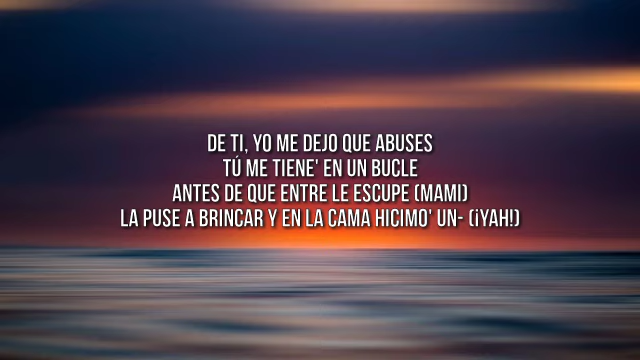 DE TI, YO ME DEJO QUE ABUSES
TÚ ME TIENE' EN UN BUCLE
ANTES DE QUE ENTRE LE ESCUPE (MAMI)
LA PUSE A BRINCAR Y EN LA CAMA HICIMO' UN- (¡YAH!)